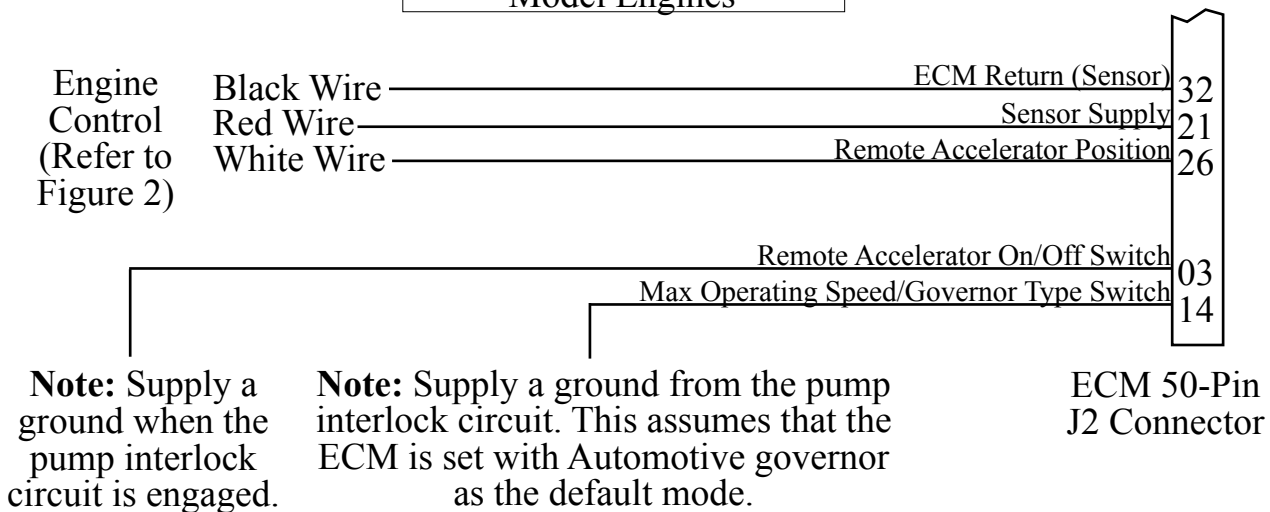 Model Engines
Engine
Control
(Refer to
Figure 2)
Black Wire
Red Wire
White Wire
ECM Return (Sensor)
32
Sensor Supply
21
Remote Accelerator Position
26
Remote Accelerator On/Off Switch
03
Max Operating Speed/Governor Type Switch
14
Note: Supply a
ground when the
pump interlock
circuit is engaged.
Note: Supply a ground from the pump
interlock circuit. This assumes that the
ECM is set with Automotive governor
as the default mode.
ECM 50-Pin
J2 Connector